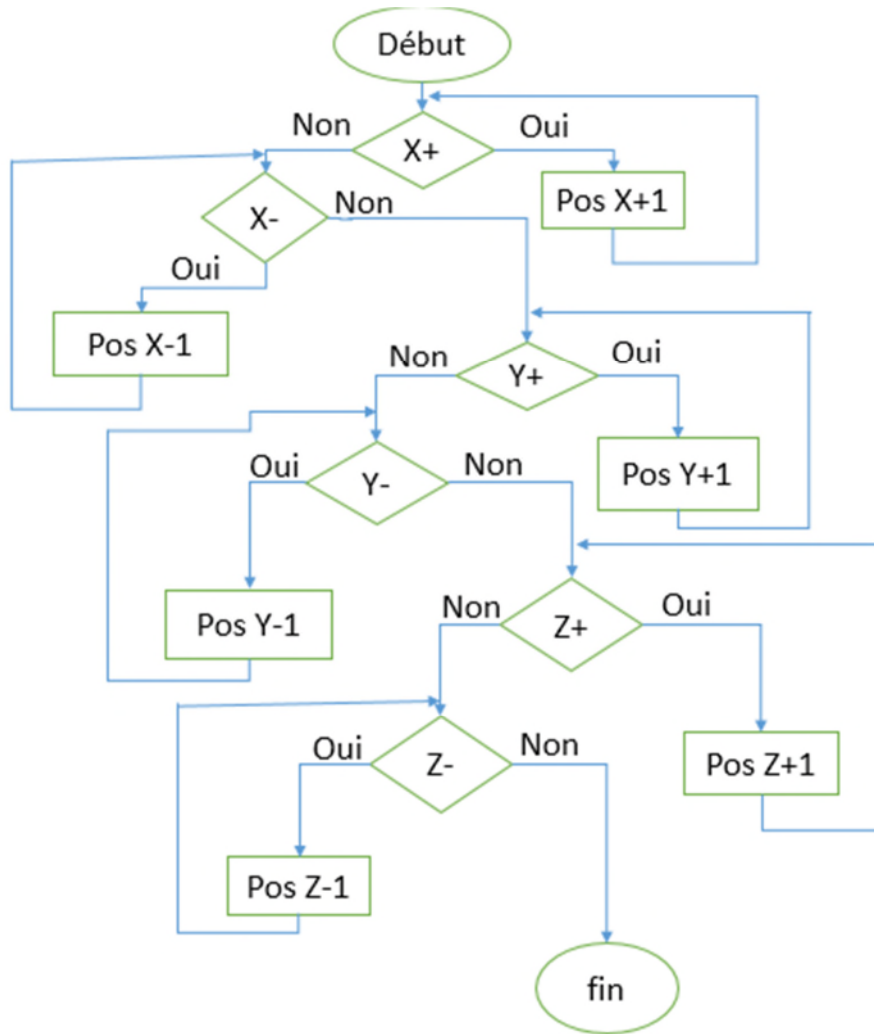 Début
Non
Oui
X+
Pos X+1
X-
Non
Oui
Pos X-1
Non
Oui
Y+
Oui
Non
Pos Y+1
Y-
Non
Oui
Pos Y-1
Z+
Oui
Non
Pos Z+1
Z-
Pos Z-1
fin